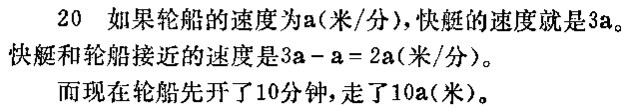 20 如果轮船的速度为a(米/分),快艇的速度就是3a。
快艇和轮船接近的速度是3a－a＝2a(米/分)。
而现在轮船先开了10分钟,走了10a(米)。